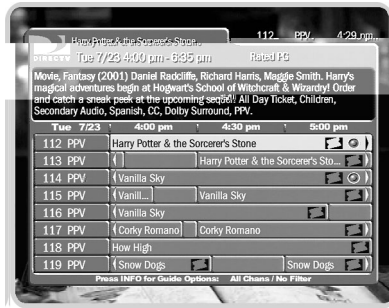 112 PPV 4:29 pm
Harry Potter & the Sorcerer's Stone
DIRECTV Tue 7/23 4:00 pm - 6:35 pm Rated PG
Movie, Fantasy (2001) Daniel Radcliffe, Richard Harris, Maggie Smith. Harry's
magical adventures begin at Hogwart's School of Witchcraft & Wizardry! Order
and catch a sneak peek at the upcoming sequel! All Day Ticket, Children,
Secondary Audio, Spanish, CC, Dolby Surround, PPV.
Tue 7/23 4:00 pm 4:30 pm 5:00 pm
112 PPV Harry Potter & the Sorcerer's Stone
113 PPV Harry Potter & the Sorcerer's Sto...
114 PPV Vanilla Sky
115 PPV Vanill... Vanilla Sky
116 PPV Vanilla Sky
117 PPV Corky Romano Corky Romano
118 PPV How High
119 PPV Snow Dogs Snow Dogs
Press INFO for Guide Options: All Chans / No Filter